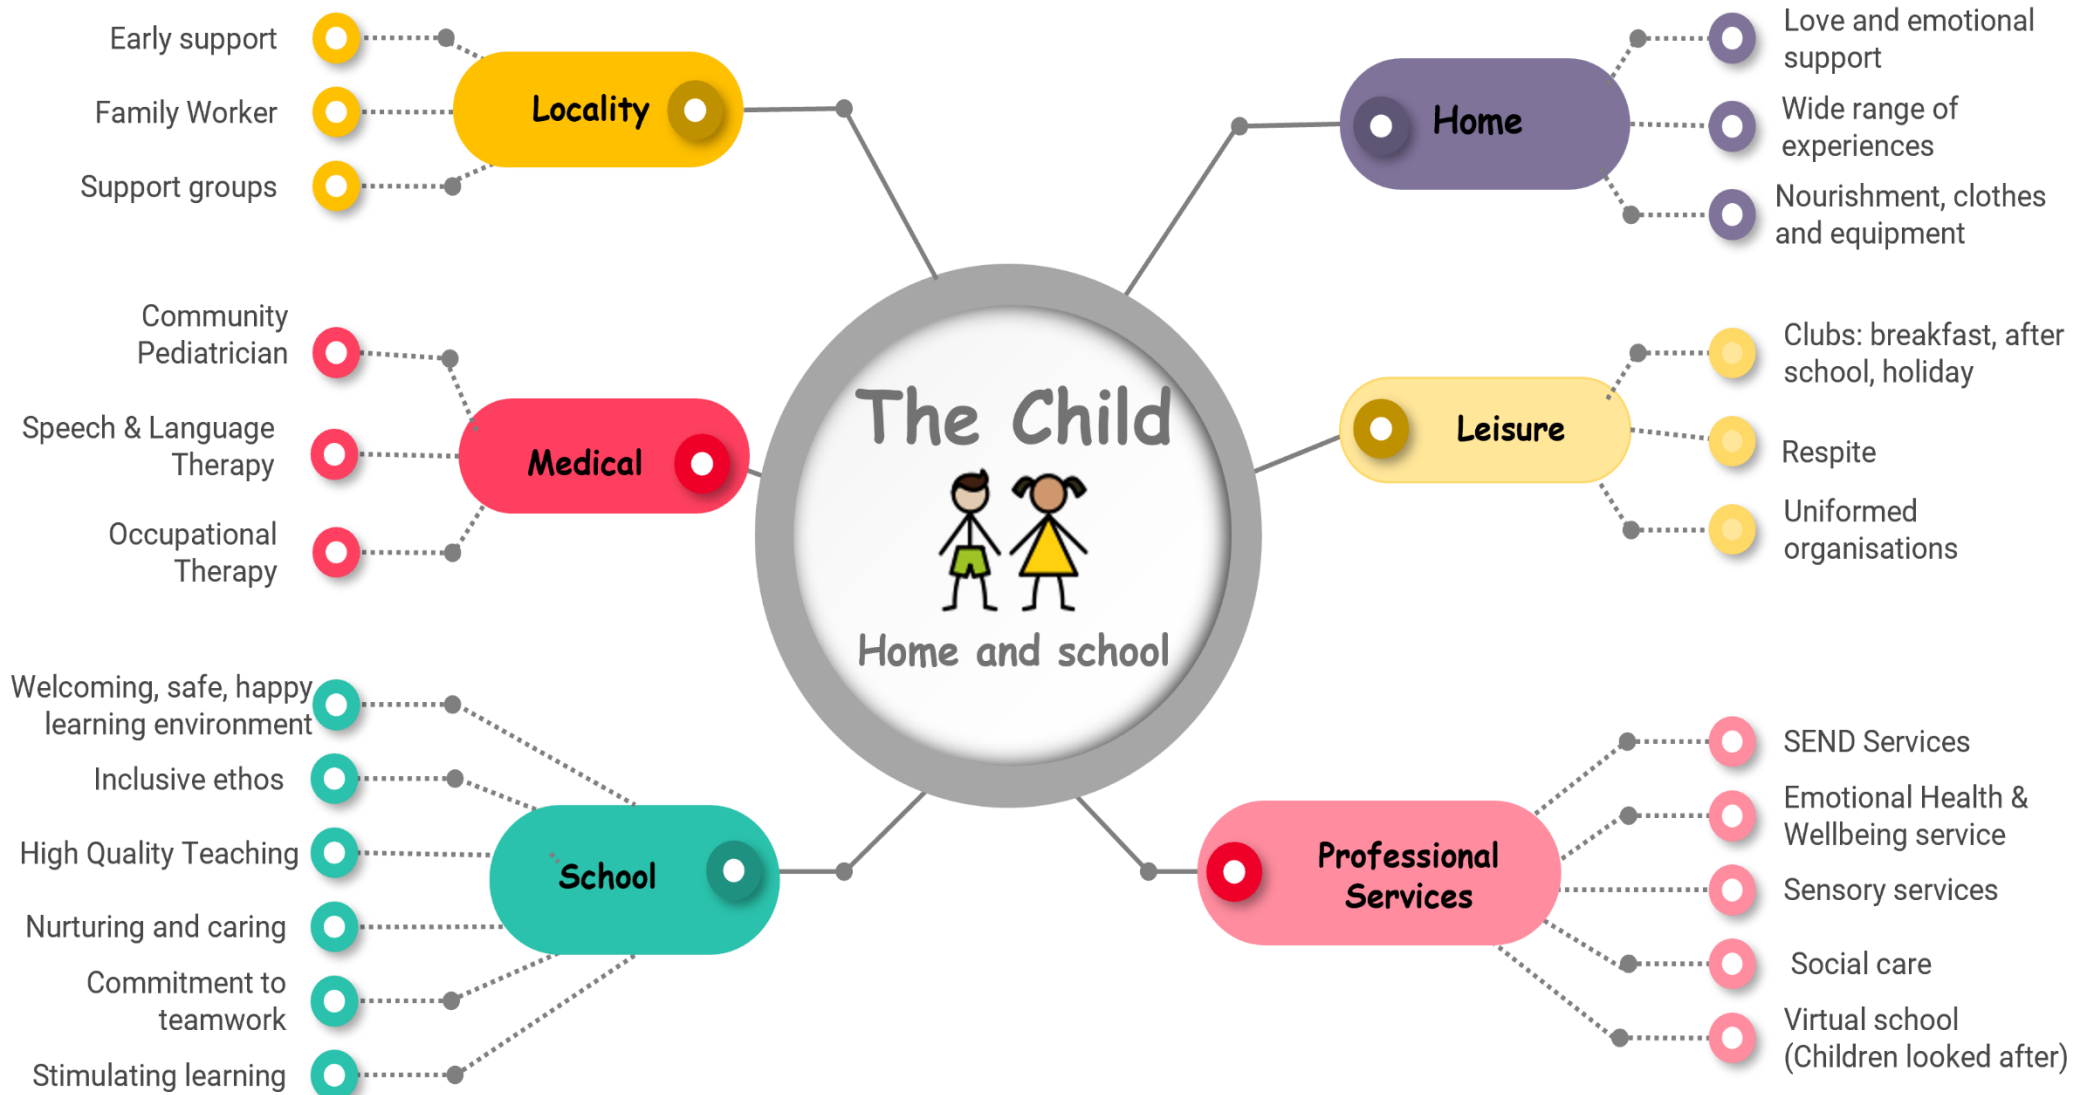 Early support
Family Worker
Support groups
Locality
Community
Pediatrician
Speech & Language
Therapy
Occupational
Therapy
Medical
Welcoming, safe, happy
learning environment
Inclusive ethos
High Quality Teaching
Nurturing and caring
Commitment to
teamwork
Stimulating learning
School
The Child
Home and school
Home
Love and emotional
support
Wide range of
experiences
Nourishment, clothes
and equipment
Leisure
Clubs: breakfast, after
school, holiday
Respite
Uniformed
organisations
Professional
Services
SEND Services
Emotional Health &
Wellbeing service
Sensory services
Social care
Virtual school
(Children looked after)